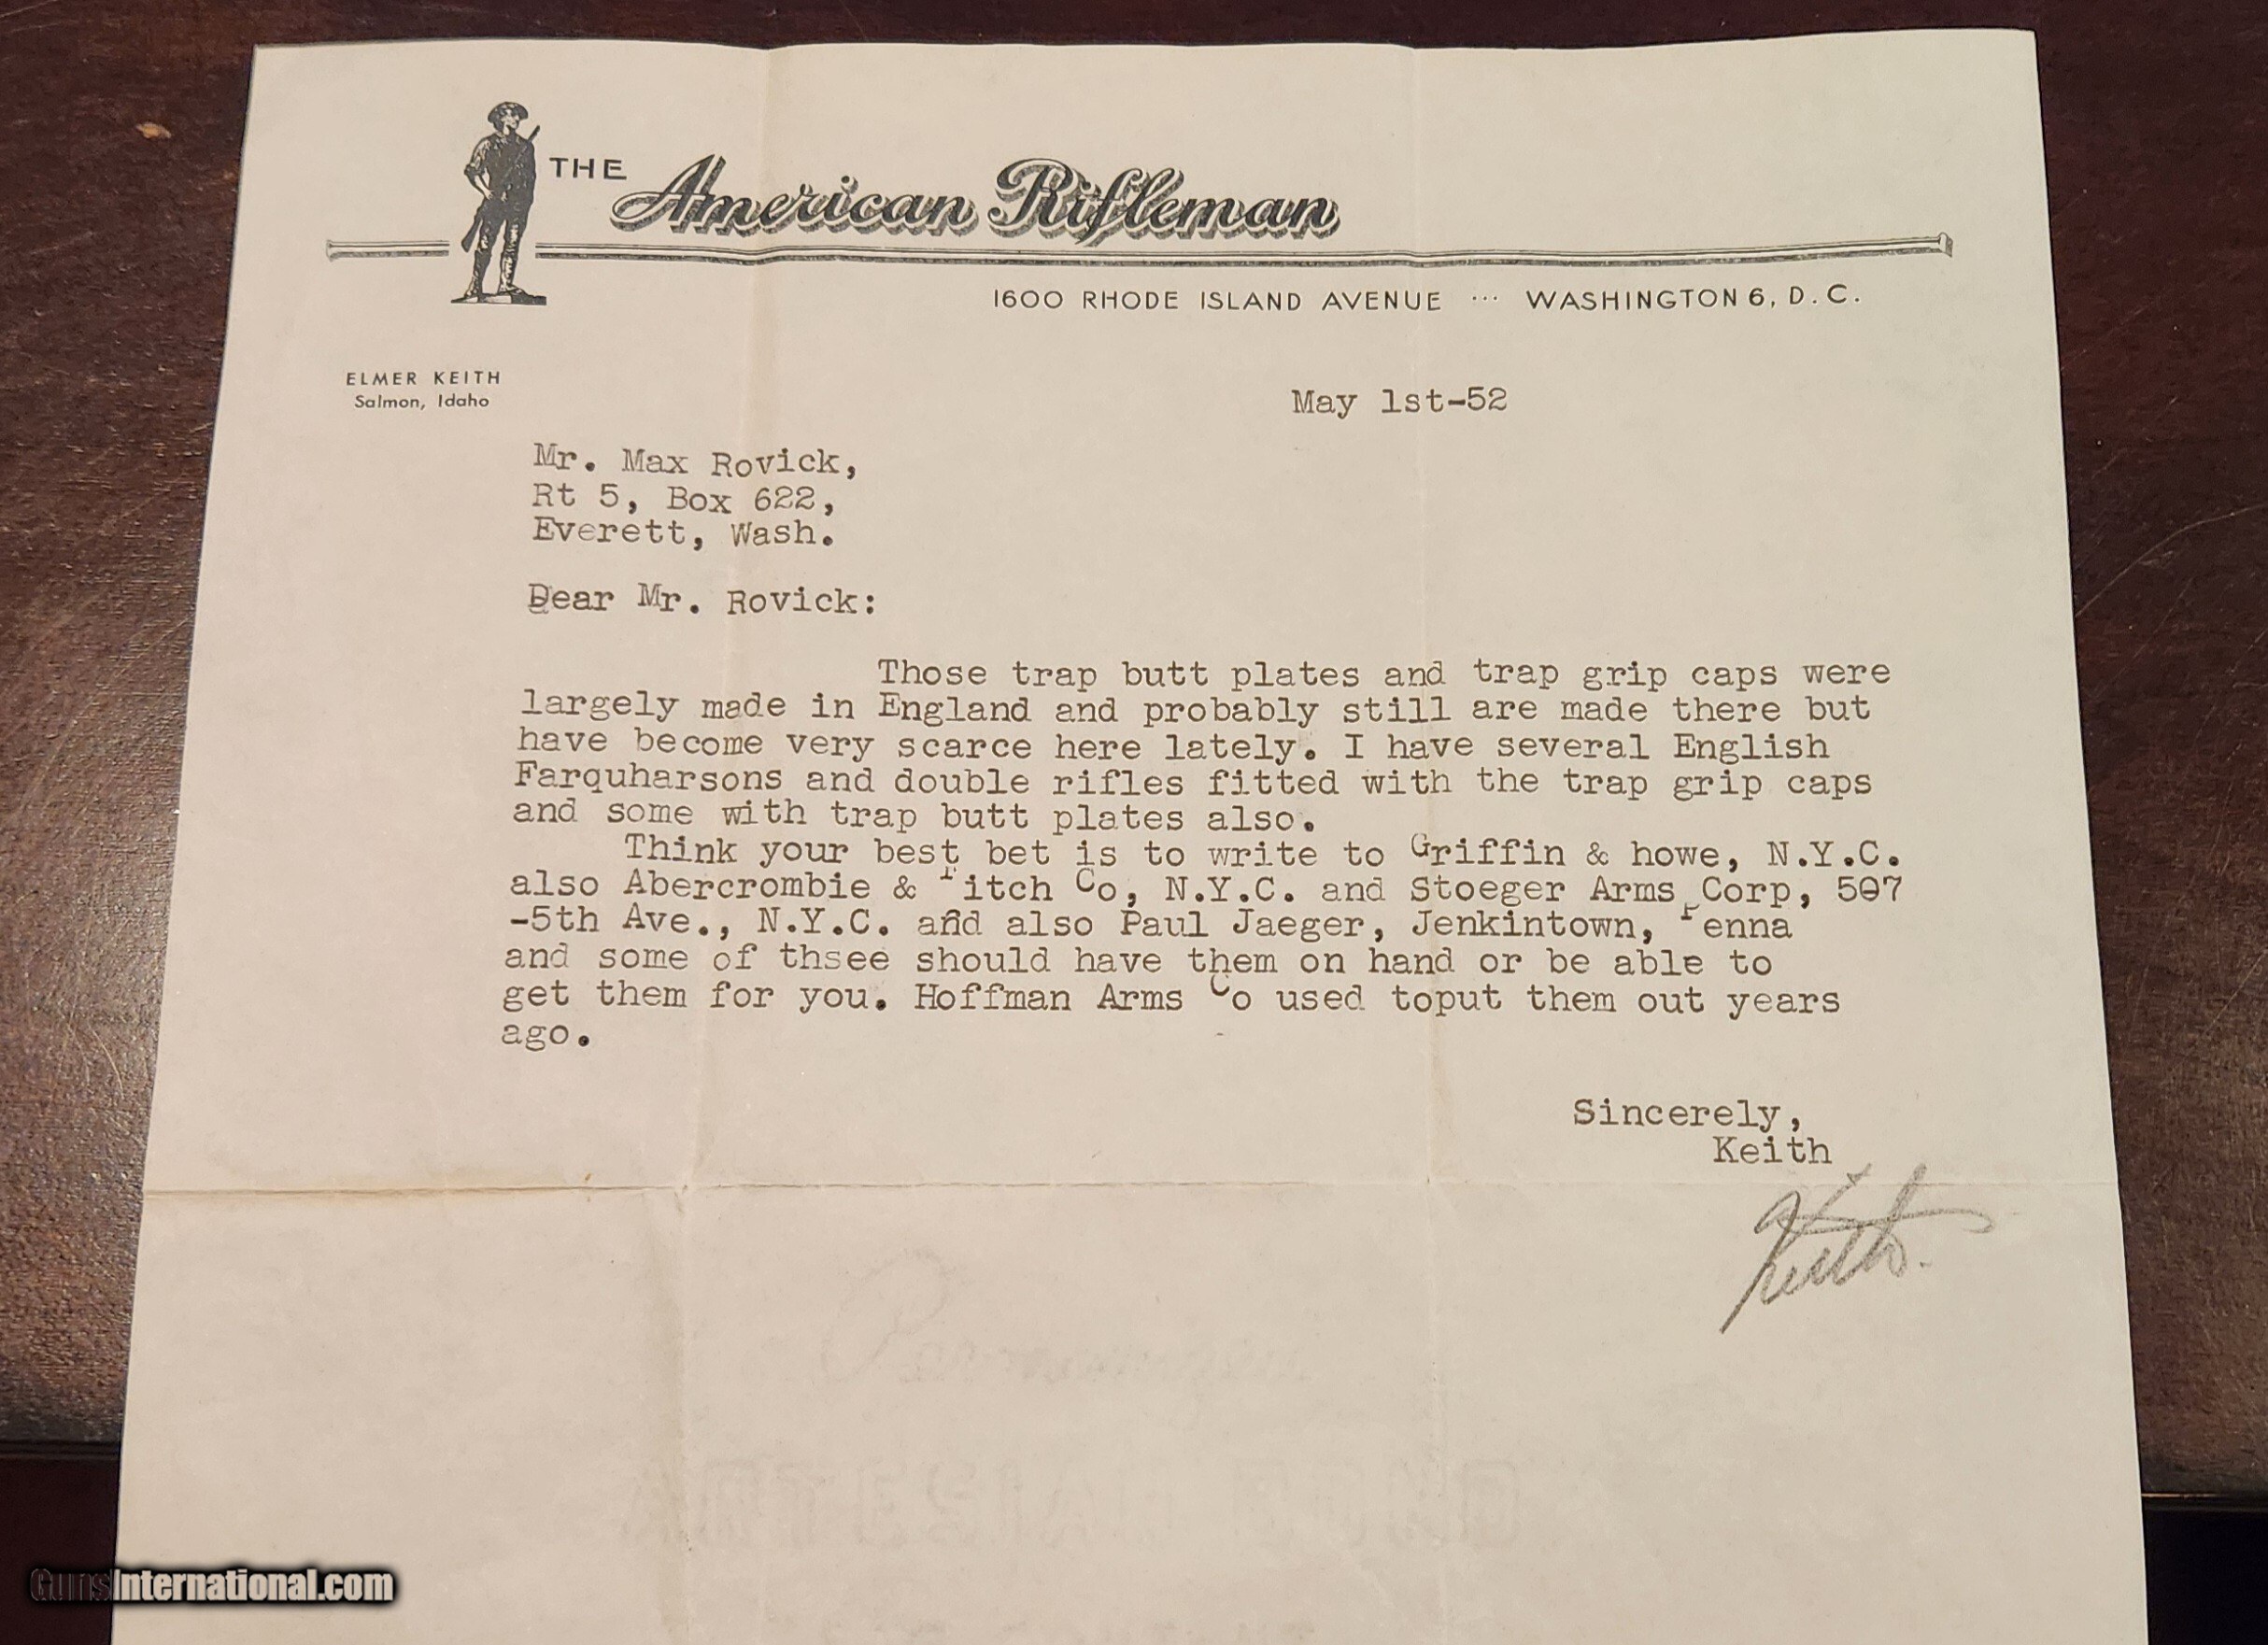 THE American Rifleman
1600 RHODE ISLAND AVENUE ... WASHINGTON 6, D.C.
ELMER KEITH
Salmon, Idaho
May 1st-52
Mr. Max Rovick,
Rt 5, Box 622,
Everett, Wash.
Dear Mr. Rovick:
Those trap butt plates and trap grip caps were
largely made in England and probably still are made there but
have become very scarce here lately. I have several English
Farquharsons and double rifles fitted with the trap grip caps
and some with trap butt plates also.
Think your best bet is to write to Griffin & howe, N.Y.C.
also Abercrombie & Fitch Co, N.Y.C. and Stoeger Arms Corp, 507
-5th Ave., N.Y.C. and also Paul Jaeger, Jenkintown, Penna
and some of thsee should have them on hand or be able to
get them for you. Hoffman Arms Co used toput them out years
ago.
Sincerely,
Keith
Keith.
GunsInternational.com